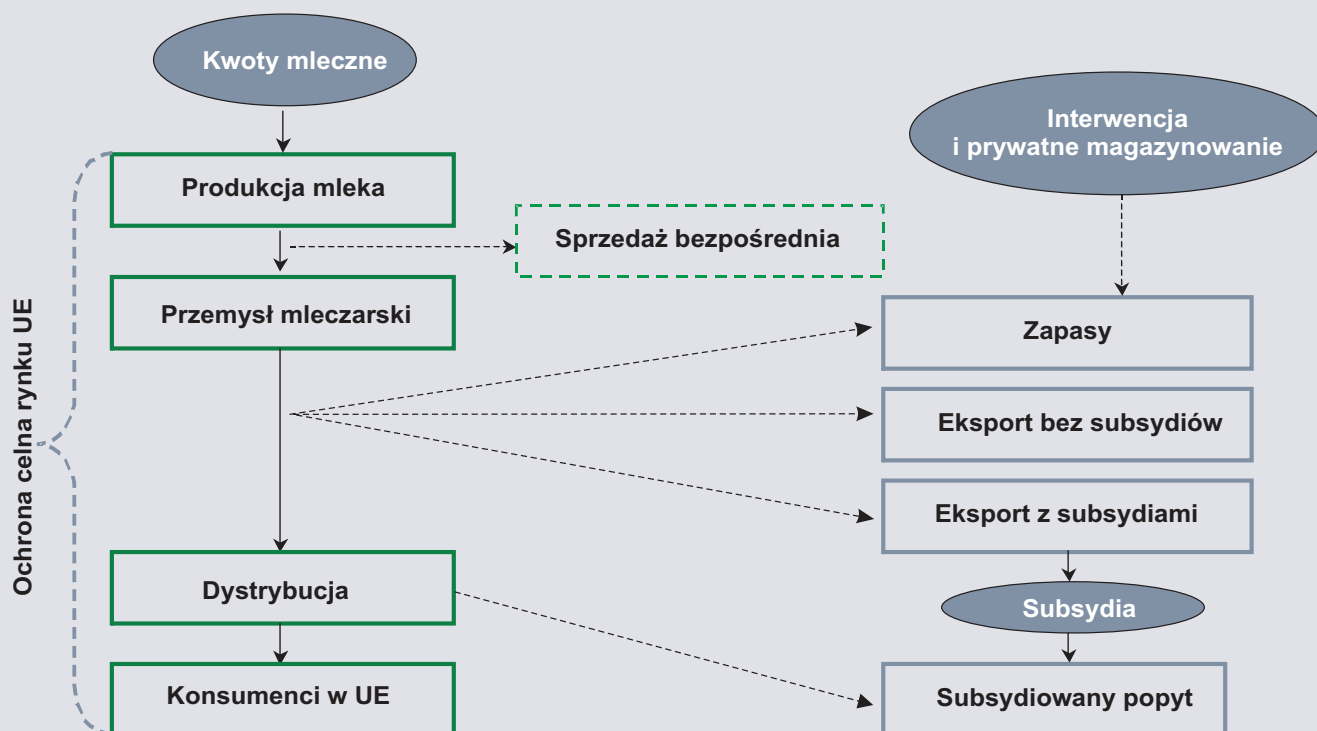 Kwoty mleczne
Interwencja
i prywatne magazynowanie
Produkcja mleka
Sprzedaż bezpośrednia
Przemysł mleczarski
Zapasy
Eksport bez subsydiów
Eksport z subsydiami
Dystrybucja
Subsydia
Konsumenci w UE
Subsydiowany popyt
Ochrona celna rynku UE